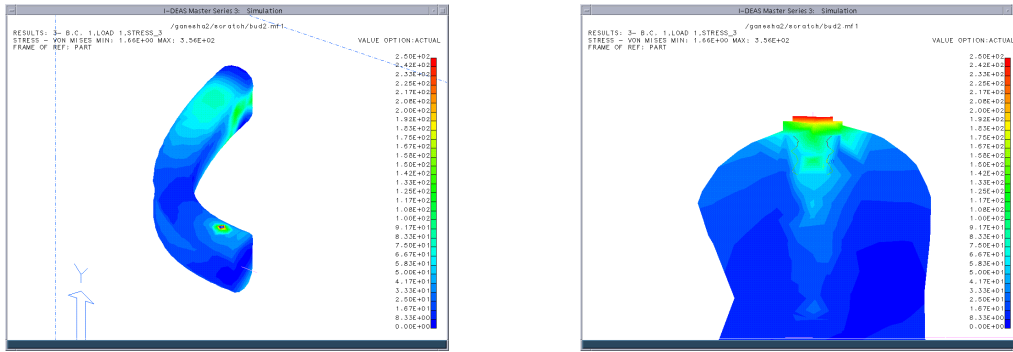 I-DEAS Master Series 3: Simulation
/ganesha2/scratch/bud2.mf1
RESULTS: 3- B.C. 1,LOAD 1,STRESS_3
STRESS - VON MISES MIN: 1.66E+00 MAX: 3.56E+02
VALUE OPTION:ACTUAL
FRAME OF REF: PART
2.50E+02
2.42E+02
2.33E+02
2.25E+02
2.17E+02
2.08E+02
2.00E+02
1.92E+02
1.83E+02
1.75E+02
1.67E+02
1.58E+02
1.50E+02
1.42E+02
1.33E+02
1.25E+02
1.17E+02
1.08E+02
1.00E+02
9.17E+01
8.33E+01
7.50E+01
6.67E+01
5.83E+01
5.00E+01
4.17E+01
3.33E+01
2.50E+01
1.67E+01
8.33E+00
0.00E+00
Y
I-DEAS Master Series 3: Simulation
/ganesha2/scratch/bud2.mf1
RESULTS: 3- B.C. 1,LOAD 1,STRESS_3
STRESS - VON MISES MIN: 1.66E+00 MAX: 3.56E+02
VALUE OPTION:ACTUAL
FRAME OF REF: PART
2.50E+02
2.42E+02
2.33E+02
2.25E+02
2.17E+02
2.08E+02
2.00E+02
1.92E+02
1.83E+02
1.75E+02
1.67E+02
1.58E+02
1.50E+02
1.42E+02
1.33E+02
1.25E+02
1.17E+02
1.08E+02
1.00E+02
9.17E+01
8.33E+01
7.50E+01
6.67E+01
5.83E+01
5.00E+01
4.17E+01
3.33E+01
2.50E+01
1.67E+01
8.33E+00
0.00E+00